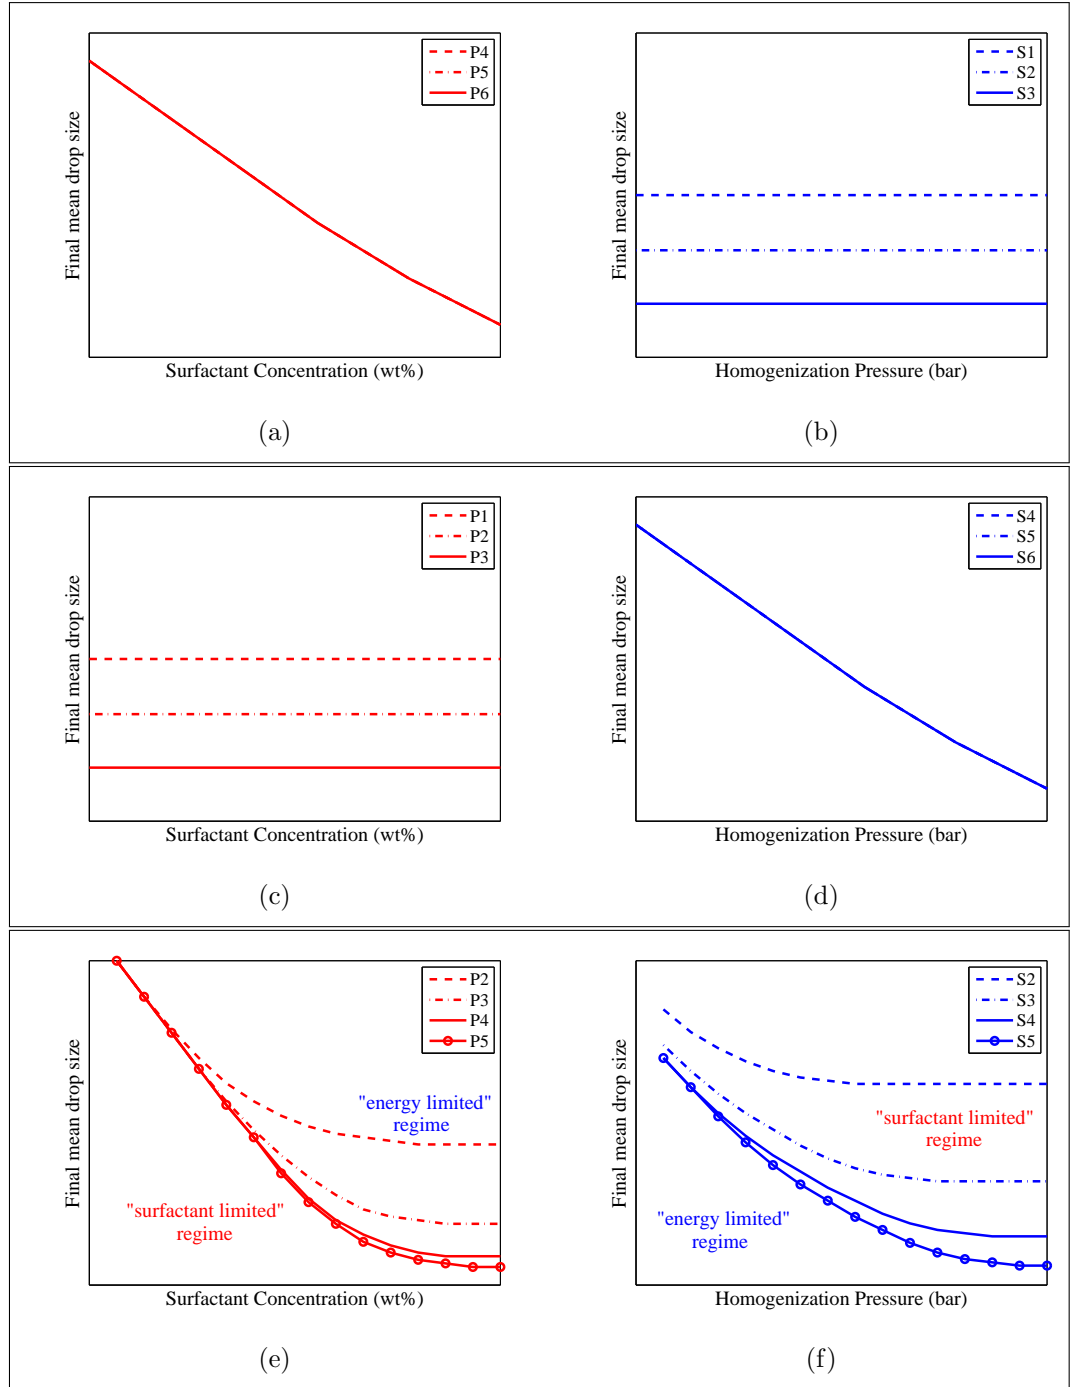 P4
P5
P6
Final mean drop size
Surfactant Concentration (wt%)
(a)
S1
S2
S3
Final mean drop size
Homogenization Pressure (bar)
(b)
P1
P2
P3
Final mean drop size
Surfactant Concentration (wt%)
(c)
S4
S5
S6
Final mean drop size
Homogenization Pressure (bar)
(d)
P2
P3
P4
P5
"energy limited"
regime
"surfactant limited"
regime
Final mean drop size
Surfactant Concentration (wt%)
(e)
S2
S3
S4
S5
"surfactant limited"
regime
"energy limited"
regime
Final mean drop size
Homogenization Pressure (bar)
(f)